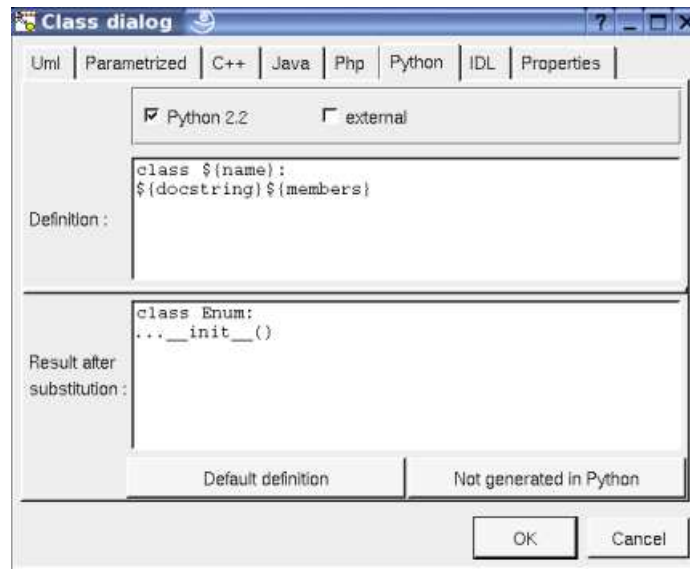 Class dialog
? _ □ X
Uml Parametrized C++ Java Php Python IDL Properties
Python 2.2 external
Definition :
class ${name}:
${docstring}${members}
Result after
substitution :
class Enum:
...__init__()
Default definition Not generated in Python
OK Cancel